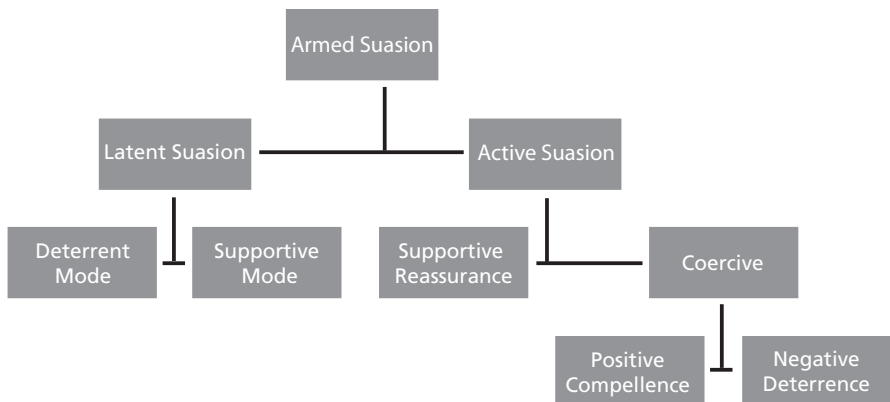 Armed Suasion
Latent Suasion
Active Suasion
Deterrent
Mode
Supportive
Mode
Supportive
Reassurance
Coercive
Positive
Compellence
Negative
Deterrence